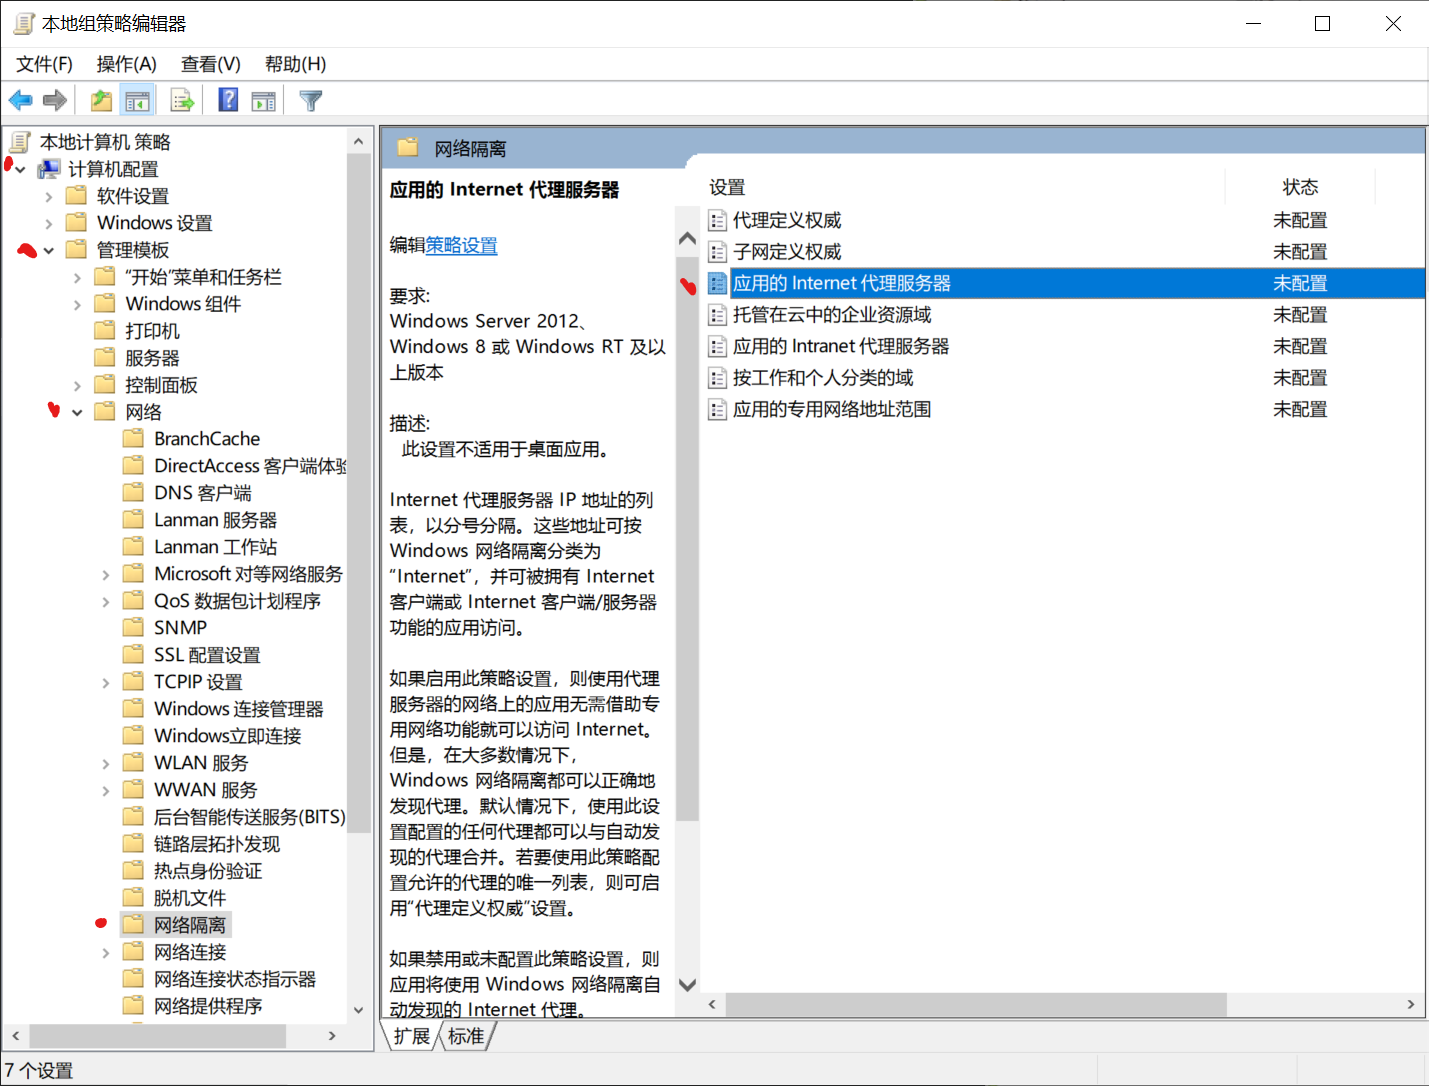 本地组策略编辑器
文件(F) 操作(A) 查看(V) 帮助(H)
本地计算机 策略
计算机配置
软件设置
Windows 设置
管理模板
“开始”菜单和任务栏
Windows 组件
打印机
服务器
控制面板
网络
BranchCache
DirectAccess 客户端体验
DNS 客户端
Lanman 服务器
Lanman 工作站
Microsoft 对等网络服务
QoS 数据包计划程序
SNMP
SSL 配置设置
TCPIP 设置
Windows 连接管理器
Windows立即连接
WLAN 服务
WWAN 服务
后台智能传送服务(BITS)
链路层拓扑发现
热点身份验证
脱机文件
网络隔离
网络连接
网络连接状态指示器
网络提供程序
网络隔离
应用的 Internet 代理服务器
编辑策略设置
要求:
Windows Server 2012、
Windows 8 或 Windows RT 及以
上版本
描述:
此设置不适用于桌面应用。
Internet 代理服务器 IP 地址的列
表，以分号分隔。这些地址可按
Windows 网络隔离分类为
“Internet”，并可被拥有 Internet
客户端或 Internet 客户端/服务器
功能的应用访问。
如果启用此策略设置，则使用代理
服务器的网络上的应用无需借助专
用网络功能就可以访问 Internet。
但是，在大多数情况下，
Windows 网络隔离都可以正确地
发现代理。默认情况下，使用此设
置配置的任何代理都可以与自动发
现的代理合并。若要使用此策略配
置允许的代理的唯一列表，则可启
用“代理定义权威”设置。
如果禁用或未配置此策略设置，则
应用将使用 Windows 网络隔离自
动发现的 Internet 代理。
设置 状态
代理定义权威 未配置
子网定义权威 未配置
应用的 Internet 代理服务器 未配置
托管在云中的企业资源域 未配置
应用的 Intranet 代理服务器 未配置
按工作和个人分类的域 未配置
应用的专用网络地址范围 未配置
扩展 标准
7 个设置